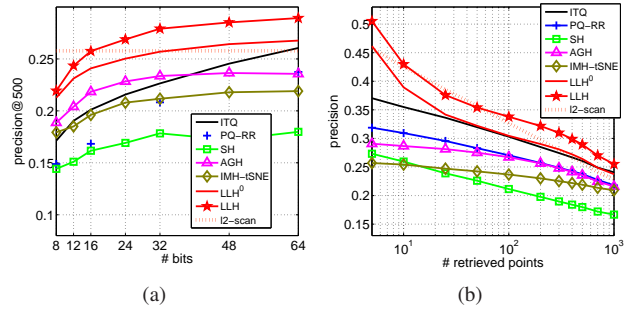 precision@500
0.25
0.2
0.15
0.1
8 12 16 24 32 48 64
# bits
ITQ
PQ-RR
SH
AGH
IMH-tSNE
LLH⁰
LLH
l2-scan
(a)
precision
0.5
0.45
0.4
0.35
0.3
0.25
0.2
0.15
10¹ 10² 10³
# retrieved points
ITQ
PQ-RR
SH
AGH
IMH-tSNE
LLH⁰
LLH
l2-scan
(b)